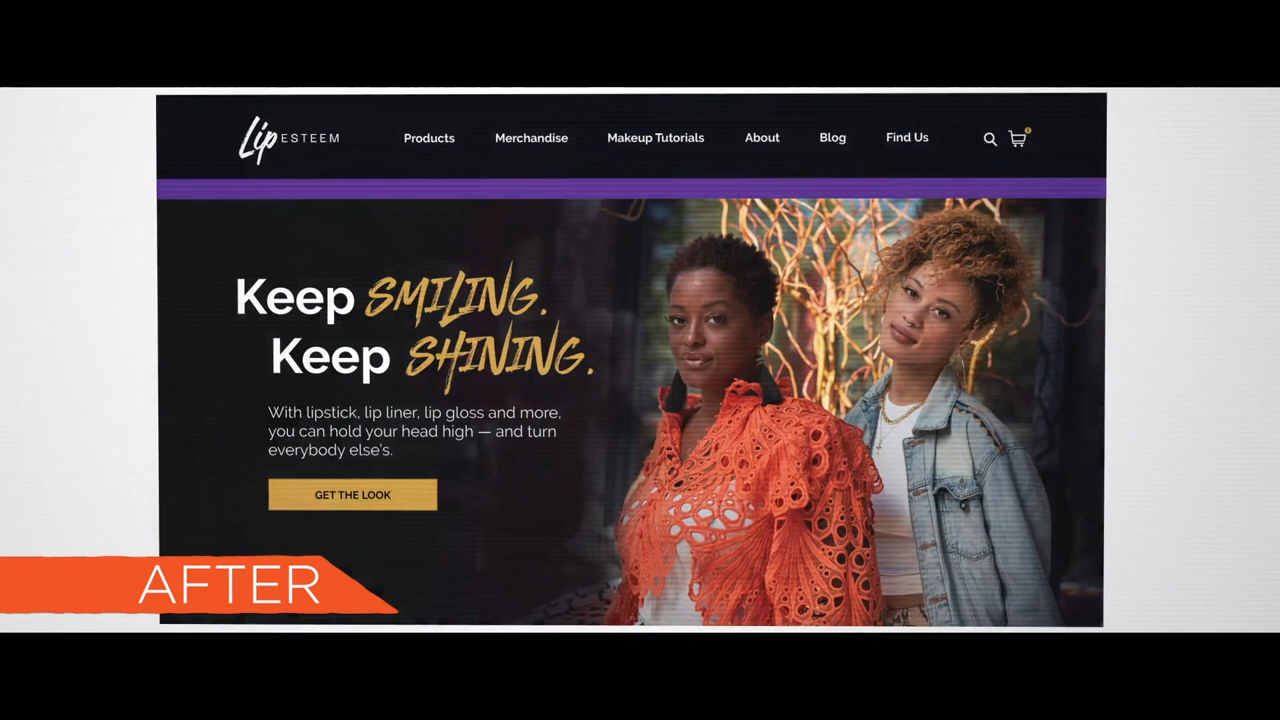 Lip ESTEEM
Products Merchandise Makeup Tutorials About Blog Find Us
Keep SMILING.
Keep SHINING.
With lipstick, lip liner, lip gloss and more,
you can hold your head high — and turn
everybody else's.
GET THE LOOK
AFTER